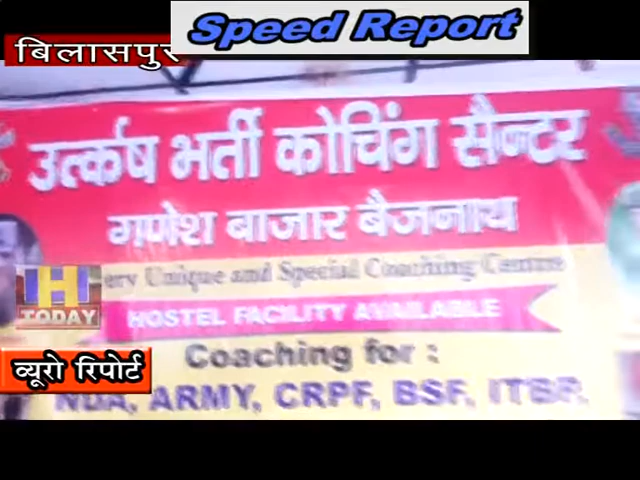 Speed Report
बिलासपुर
उत्कर्ष भर्ती कोचिंग सैन्टर
गणेश बाजार बैजनाथ
Unique and Special Coaching Centre
HOSTEL FACILITY AVAILABLE
H
TODAY
व्यूरो रिपोर्ट
Coaching for :
NDA, ARMY, CRPF, BSF, ITBP,